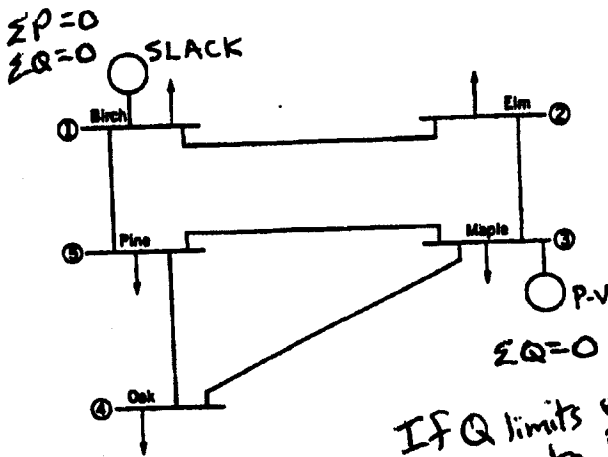 ΣP=0
ΣQ=0
SLACK
Birch
①
Elm
②
Pine
⑤
Maple
③
P-V
ΣQ=0
Oak
④
If Q limits